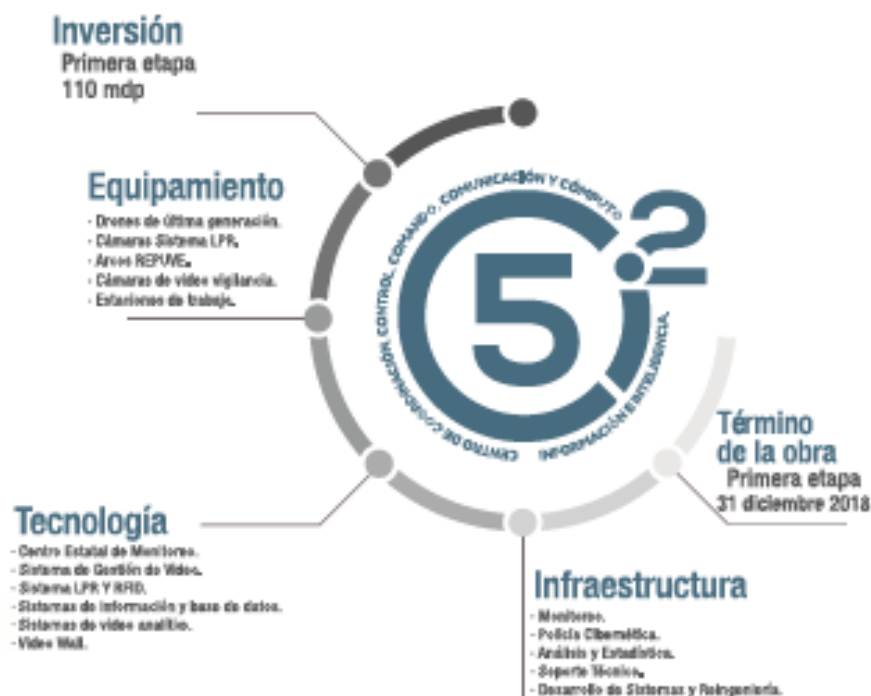 Inversión
Primera etapa
110 mdp
Equipamiento
- Drones de última generación.
- Cámaras Sistema LPR.
- Arcos REPUVE.
- Cámaras de video vigilancia.
- Estaciones de trabajo.
CENTRO DE COORDINACIÓN, CONTROL, COMANDO, COMUNICACIÓN Y CÓMPUTO
INFORMACIÓN E INTELIGENCIA.
C5
2
Término
de la obra
Primera etapa
31 diciembre 2018
Tecnología
- Centro Estatal de Monitoreo.
- Sistema de Gestión de Video.
- Sistema LPR Y RFID.
- Sistemas de información y base de datos.
- Sistemas de video analítio.
- Video Wall.
Infraestructura
- Monitoreo.
- Policía Cibernética.
- Análisis y Estadística.
- Soporte Técnico.
- Desarrollo de Sistemas y Reingeniería.